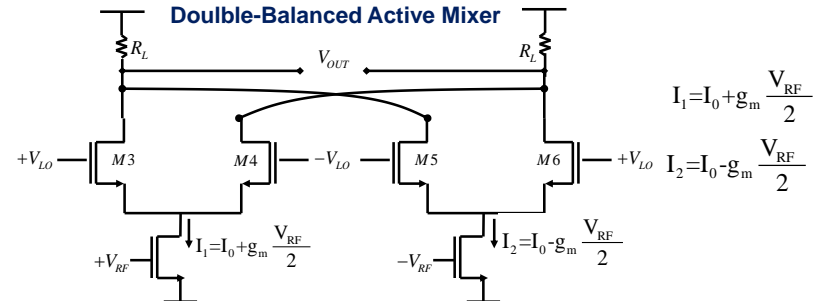 Doulble-Balanced Active Mixer
R_L
V_OUT
R_L
I_1=I_0+g_m V_RF/2
+V_LO M3 M4 -V_LO M5 M6 +V_LO
I_2=I_0-g_m V_RF/2
+V_RF I_1=I_0+g_m V_RF/2
-V_RF I_2=I_0-g_m V_RF/2